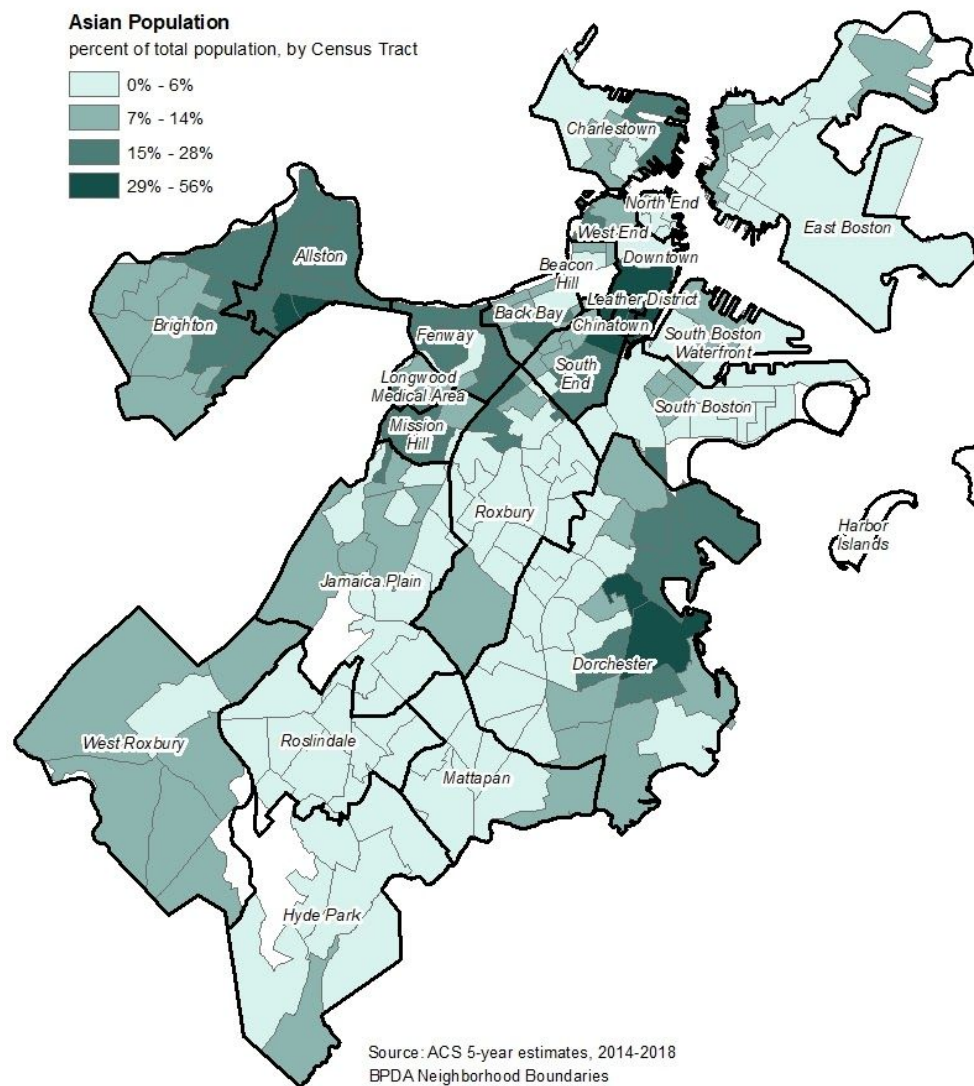 Asian Population
percent of total population, by Census Tract
0% - 6%
7% - 14%
15% - 28%
29% - 56%
Charlestown
North End
West End
East Boston
Allston
Downtown
Beacon
Hill
Leather District
Back Bay
Chinatown
Brighton
Fenway
South Boston
Waterfront
South
End
Longwood
Medical Area
South Boston
Mission
Hill
Roxbury
Harbor
Islands
Jamaica Plain
Dorchester
West Roxbury
Roslindale
Mattapan
Hyde Park
Source: ACS 5-year estimates, 2014-2018
BPDA Neighborhood Boundaries